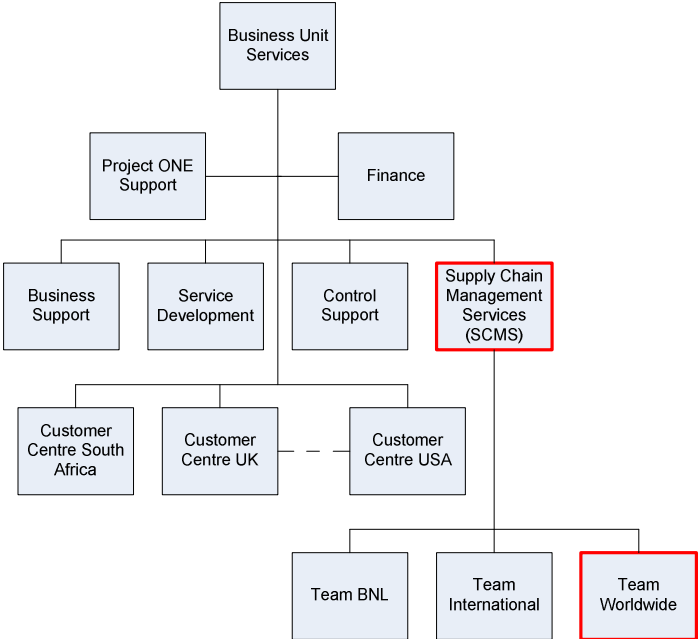 Business Unit
Services
Project ONE
Support
Finance
Business
Support
Service
Development
Control
Support
Supply Chain
Management
Services
(SCMS)
Customer
Centre South
Africa
Customer
Centre UK
Customer
Centre USA
Team BNL
Team
International
Team
Worldwide